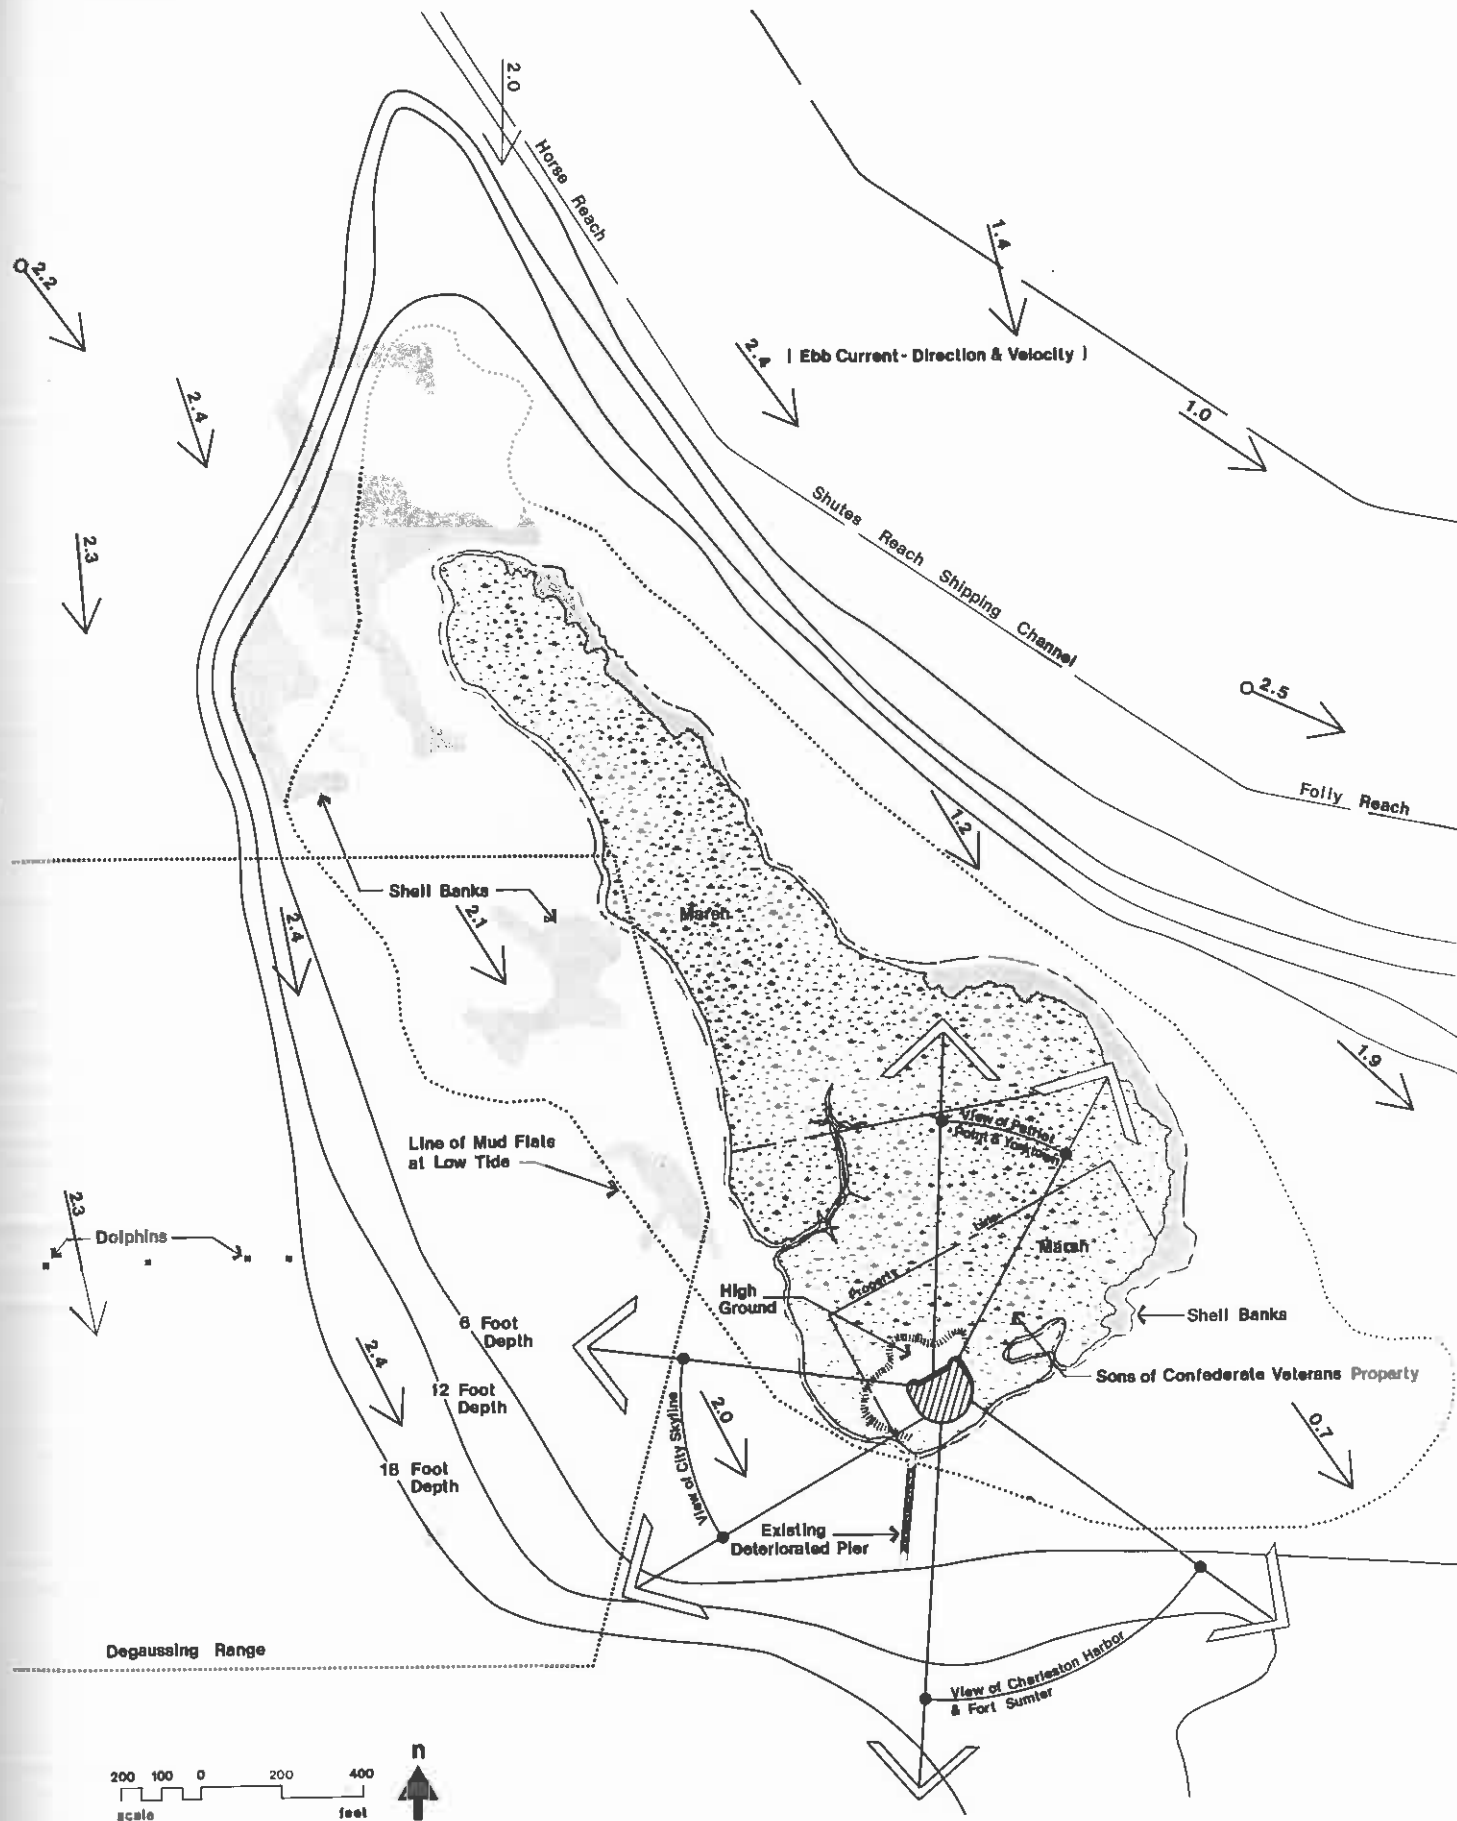 2.0
Horse Reach
2.2
1.4
2.4
( Ebb Current - Direction & Velocity )
2.4
1.0
Shutes Reach Shipping Channel
2.3
2.5
Folly Reach
1.2
Shell Banks
2.1
Marsh
2.4
1.9
View of Patriot
Point & Yorktown
Line of Mud Flats
at Low Tide
2.3
Dolphins
Property Line
Marsh
High
Ground
Shell Banks
6 Foot
Depth
2.4
Sons of Confederate Veterans Property
12 Foot
Depth
2.0
View of City Skyline
0.7
18 Foot
Depth
Existing
Deteriorated Pier
Degaussing Range
View of Charleston Harbor
& Fort Sumter
n
200 100 0 200 400
scale feet